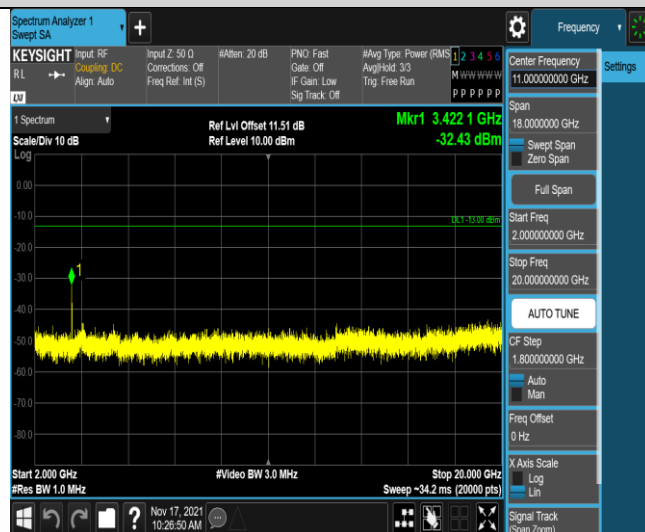 Spectrum Analyzer 1
Swept SA
Frequency
KEYSIGHT
RL
LXI
Input: RF
Coupling: DC
Align: Auto
Input Z: 50 Ω
Corrections: Off
Freq Ref: Int (S)
#Atten: 20 dB
PNO: Fast
Gate: Off
IF Gain: Low
Sig Track: Off
#Avg Type: Power (RMS
Avg|Hold: 3/3
Trig: Free Run
1 2 3 4 5 6
M W W W W W
P P P P P P
Center Frequency
11.000000000 GHz
Settings
1 Spectrum
Scale/Div 10 dB
Log
Ref Lvl Offset 11.51 dB
Ref Level 10.00 dBm
Mkr1 3.422 1 GHz
-32.43 dBm
Span
18.0000000 GHz
Swept Span
Zero Span
Full Span
Start Freq
2.000000000 GHz
Stop Freq
20.000000000 GHz
AUTO TUNE
CF Step
1.800000000 GHz
Auto
Man
Freq Offset
0 Hz
X Axis Scale
Log
Lin
Signal Track
(Span Zoom)
0.00
-10.0
-20.0
-30.0
-40.0
-50.0
-60.0
-70.0
-80.0
DL1 -13.00 dBm
1
Start 2.000 GHz
#Video BW 3.0 MHz
Stop 20.000 GHz
#Res BW 1.0 MHz
Sweep ~34.2 ms (20000 pts)
?
Nov 17, 2021
10:26:50 AM